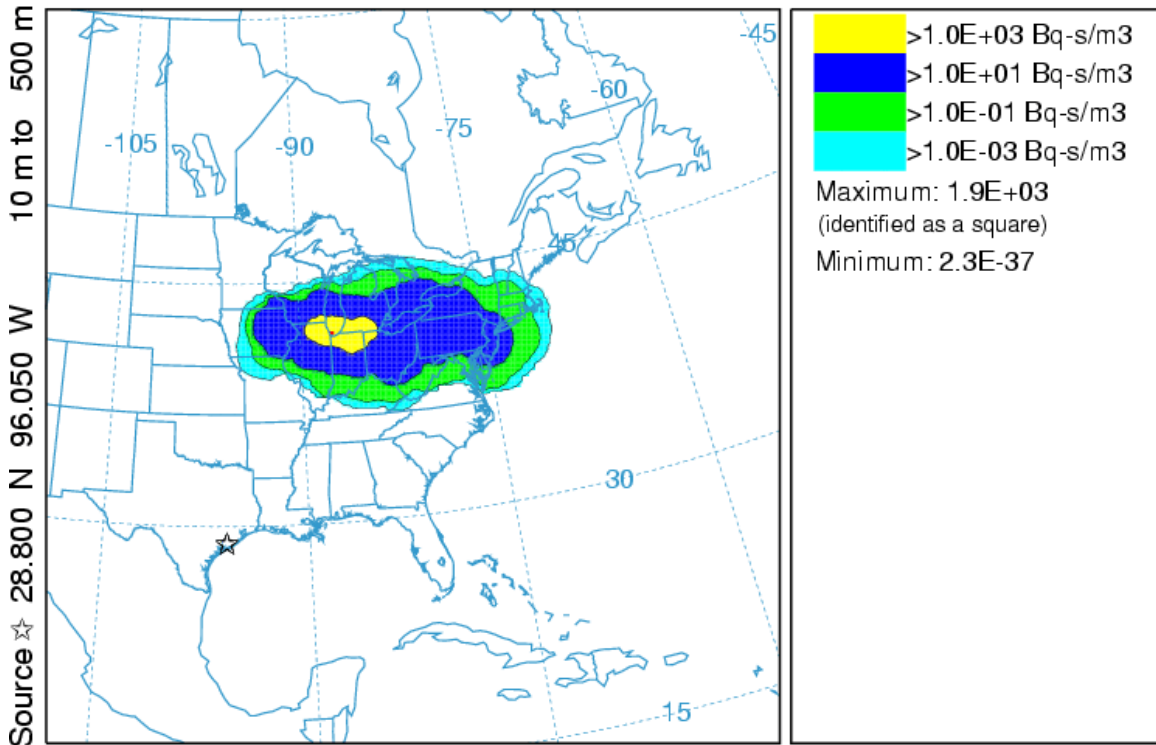 Source ☆ 28.800 N 96.050 W 10 m to 500 m
-105
-90
-75
-60
-45
45
30
15
>1.0E+03 Bq-s/m3
>1.0E+01 Bq-s/m3
>1.0E-01 Bq-s/m3
>1.0E-03 Bq-s/m3
Maximum: 1.9E+03
(identified as a square)
Minimum: 2.3E-37